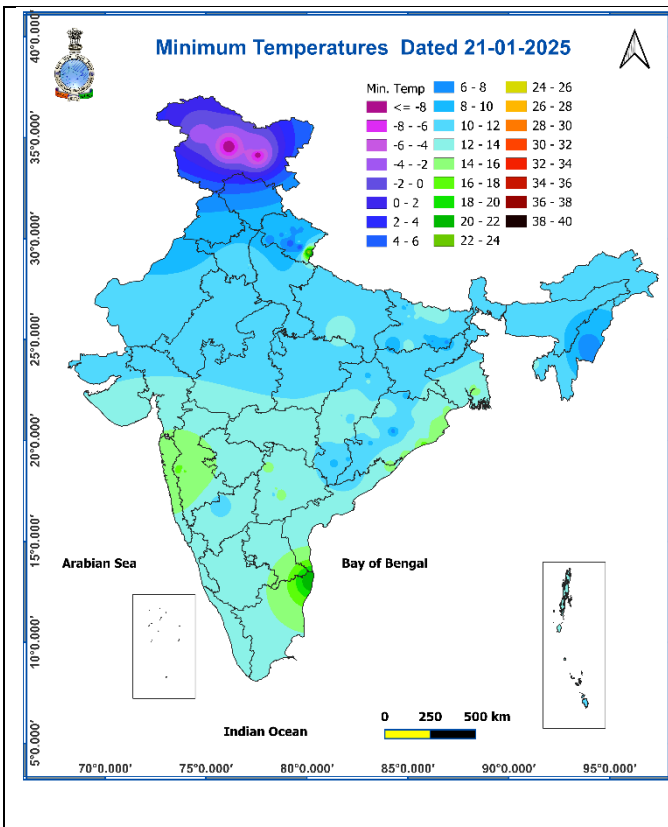 Minimum Temperatures Dated 21-01-2025
Min. Temp
<= -8
-8 - -6
-6 - -4
-4 - -2
-2 - 0
0 - 2
2 - 4
4 - 6
6 - 8
8 - 10
10 - 12
12 - 14
14 - 16
16 - 18
18 - 20
20 - 22
22 - 24
24 - 26
26 - 28
28 - 30
30 - 32
32 - 34
34 - 36
36 - 38
38 - 40
40°0.000'
35°0.000'
30°0.000'
25°0.000'
20°0.000'
15°0.000'
10°0.000'
5°0.000'
Arabian Sea
Bay of Bengal
Indian Ocean
0 250 500 km
70°0.000' 75°0.000' 80°0.000' 85°0.000' 90°0.000' 95°0.000'